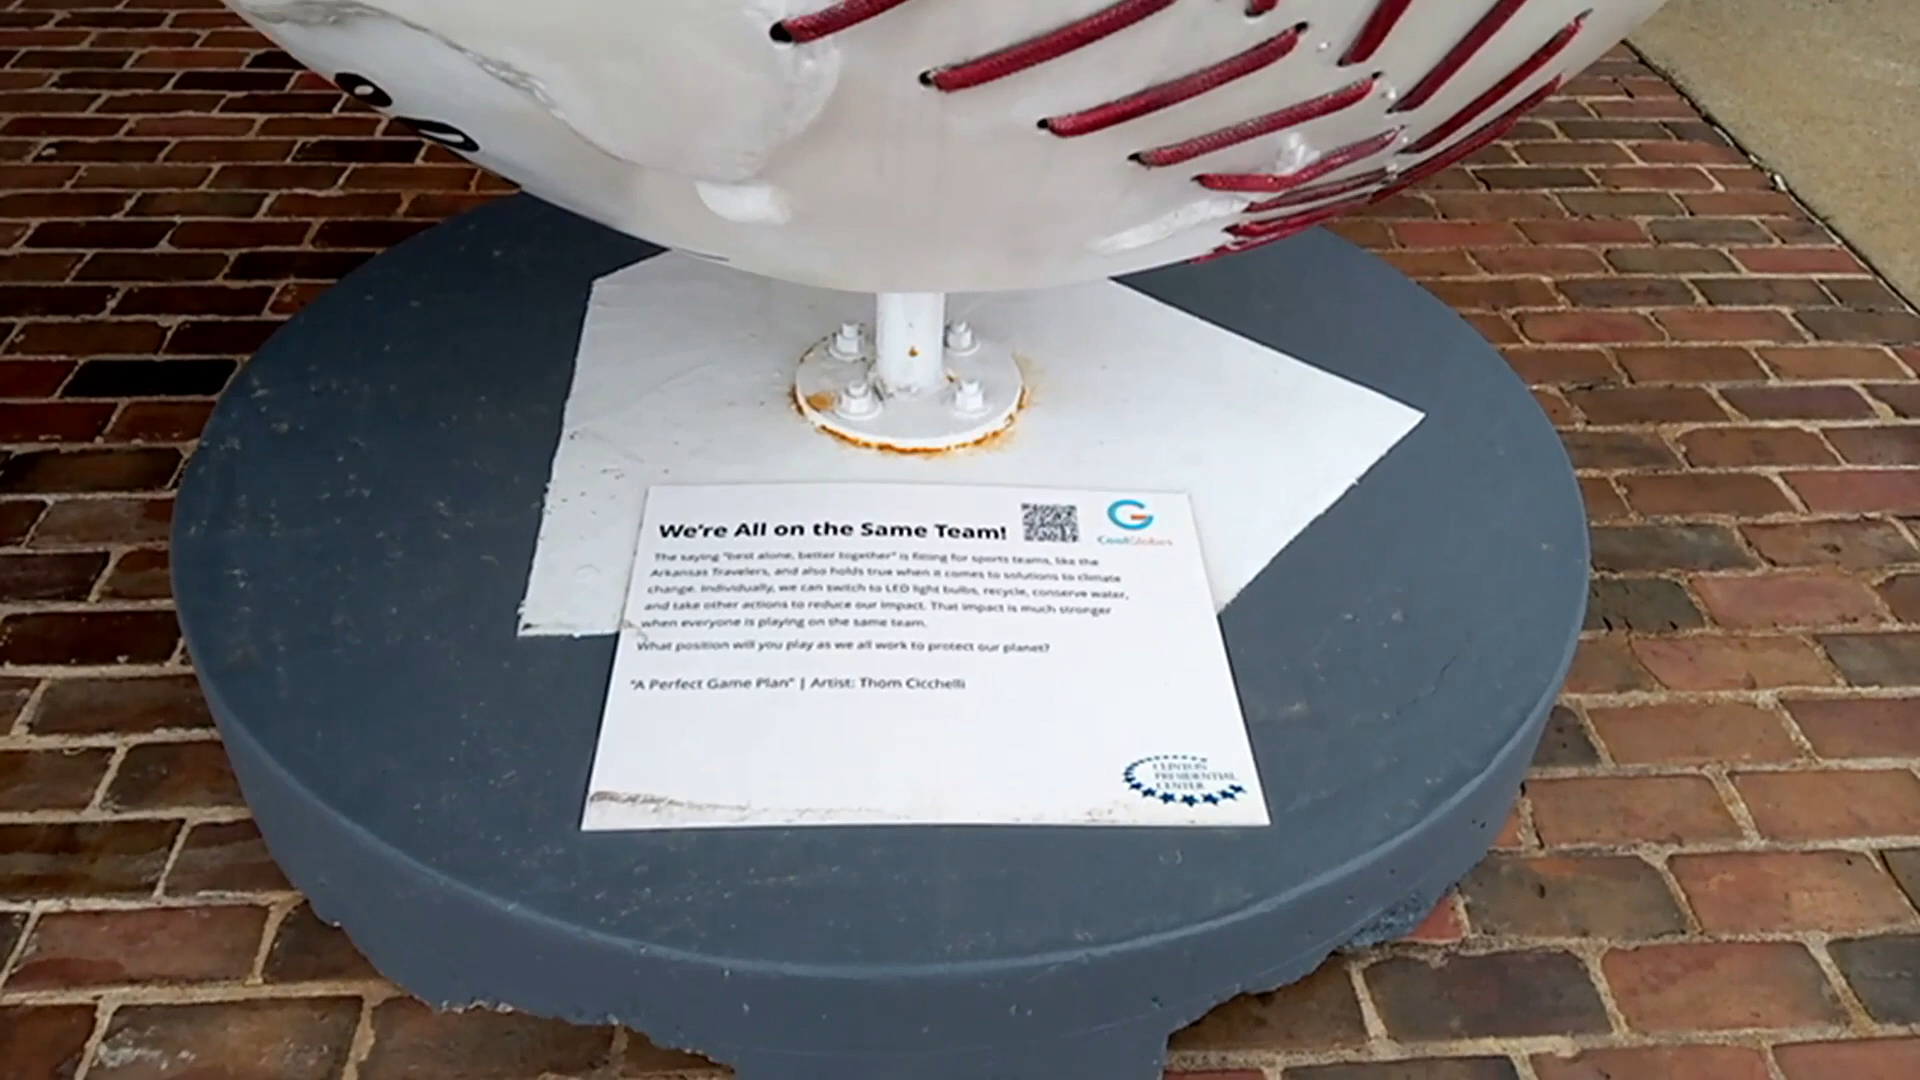 We're All on the Same Team!
CoolGlobes
The saying "best alone, better together" is fitting for sports teams, like the
Arkansas Travelers, and also holds true when it comes to solutions to climate
change. Individually, we can switch to LED light bulbs, recycle, conserve water,
and take other actions to reduce our impact. That impact is much stronger
when everyone is playing on the same team.
What position will you play as we all work to protect our planet?
"A Perfect Game Plan" | Artist: Thom Cicchelli
CLINTON
PRESIDENTIAL
CENTER